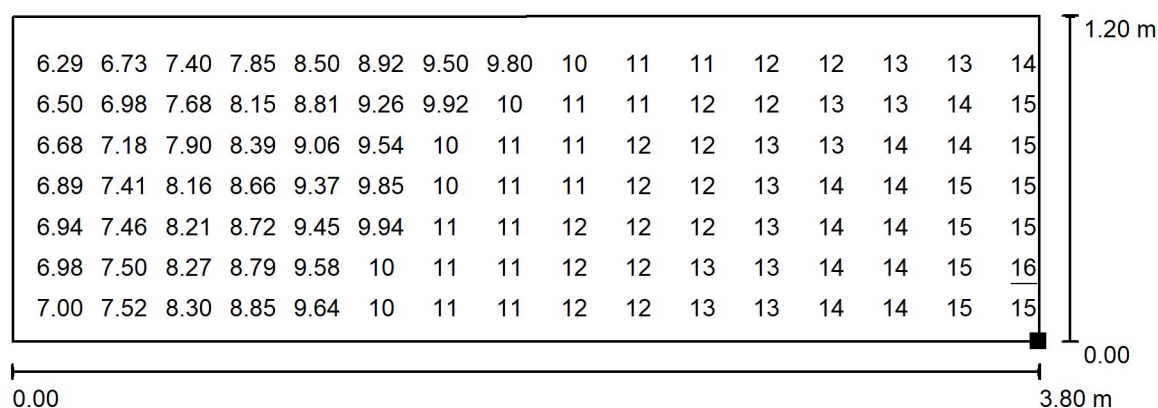 1.20 m
6.29 6.73 7.40 7.85 8.50 8.92 9.50 9.80 10 11 11 12 12 13 13 14
6.50 6.98 7.68 8.15 8.81 9.26 9.92 10 11 11 12 12 13 13 14 15
6.68 7.18 7.90 8.39 9.06 9.54 10 11 11 12 12 13 13 14 14 15
6.89 7.41 8.16 8.66 9.37 9.85 10 11 11 12 12 13 14 14 15 15
6.94 7.46 8.21 8.72 9.45 9.94 11 11 12 12 12 13 14 14 15 15
6.98 7.50 8.27 8.79 9.58 10 11 11 12 12 13 13 14 14 15 16
7.00 7.52 8.30 8.85 9.64 10 11 11 12 12 13 13 14 14 15 15
0.00
0.00 3.80 m